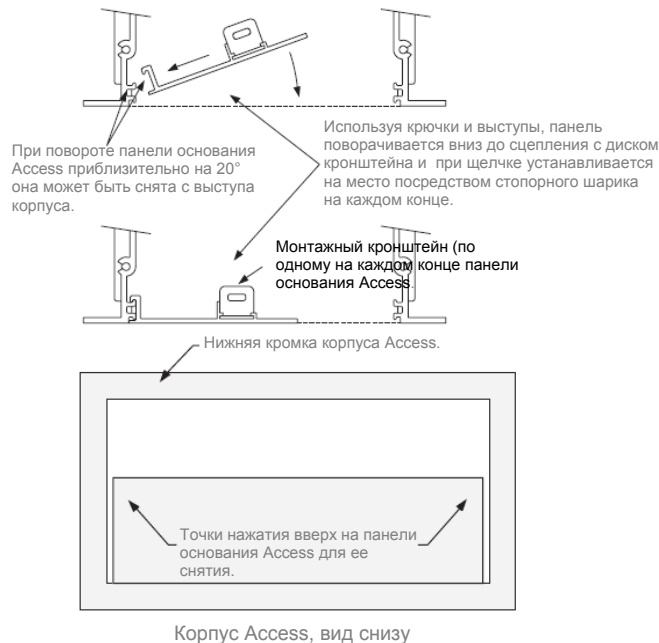 При повороте панели основания
Access приблизительно на 20°
она может быть снята с выступа
корпуса.
Используя крючки и выступы, панель
поворачивается вниз до сцепления с диском
кронштейна и при щелчке устанавливается
на место посредством стопорного шарика
на каждом конце.
Монтажный кронштейн (по
одному на каждом конце панели
основания Access.
Нижняя кромка корпуса Access.
Точки нажатия вверх на панели
основания Access для ее
снятия.
Корпус Access, вид снизу